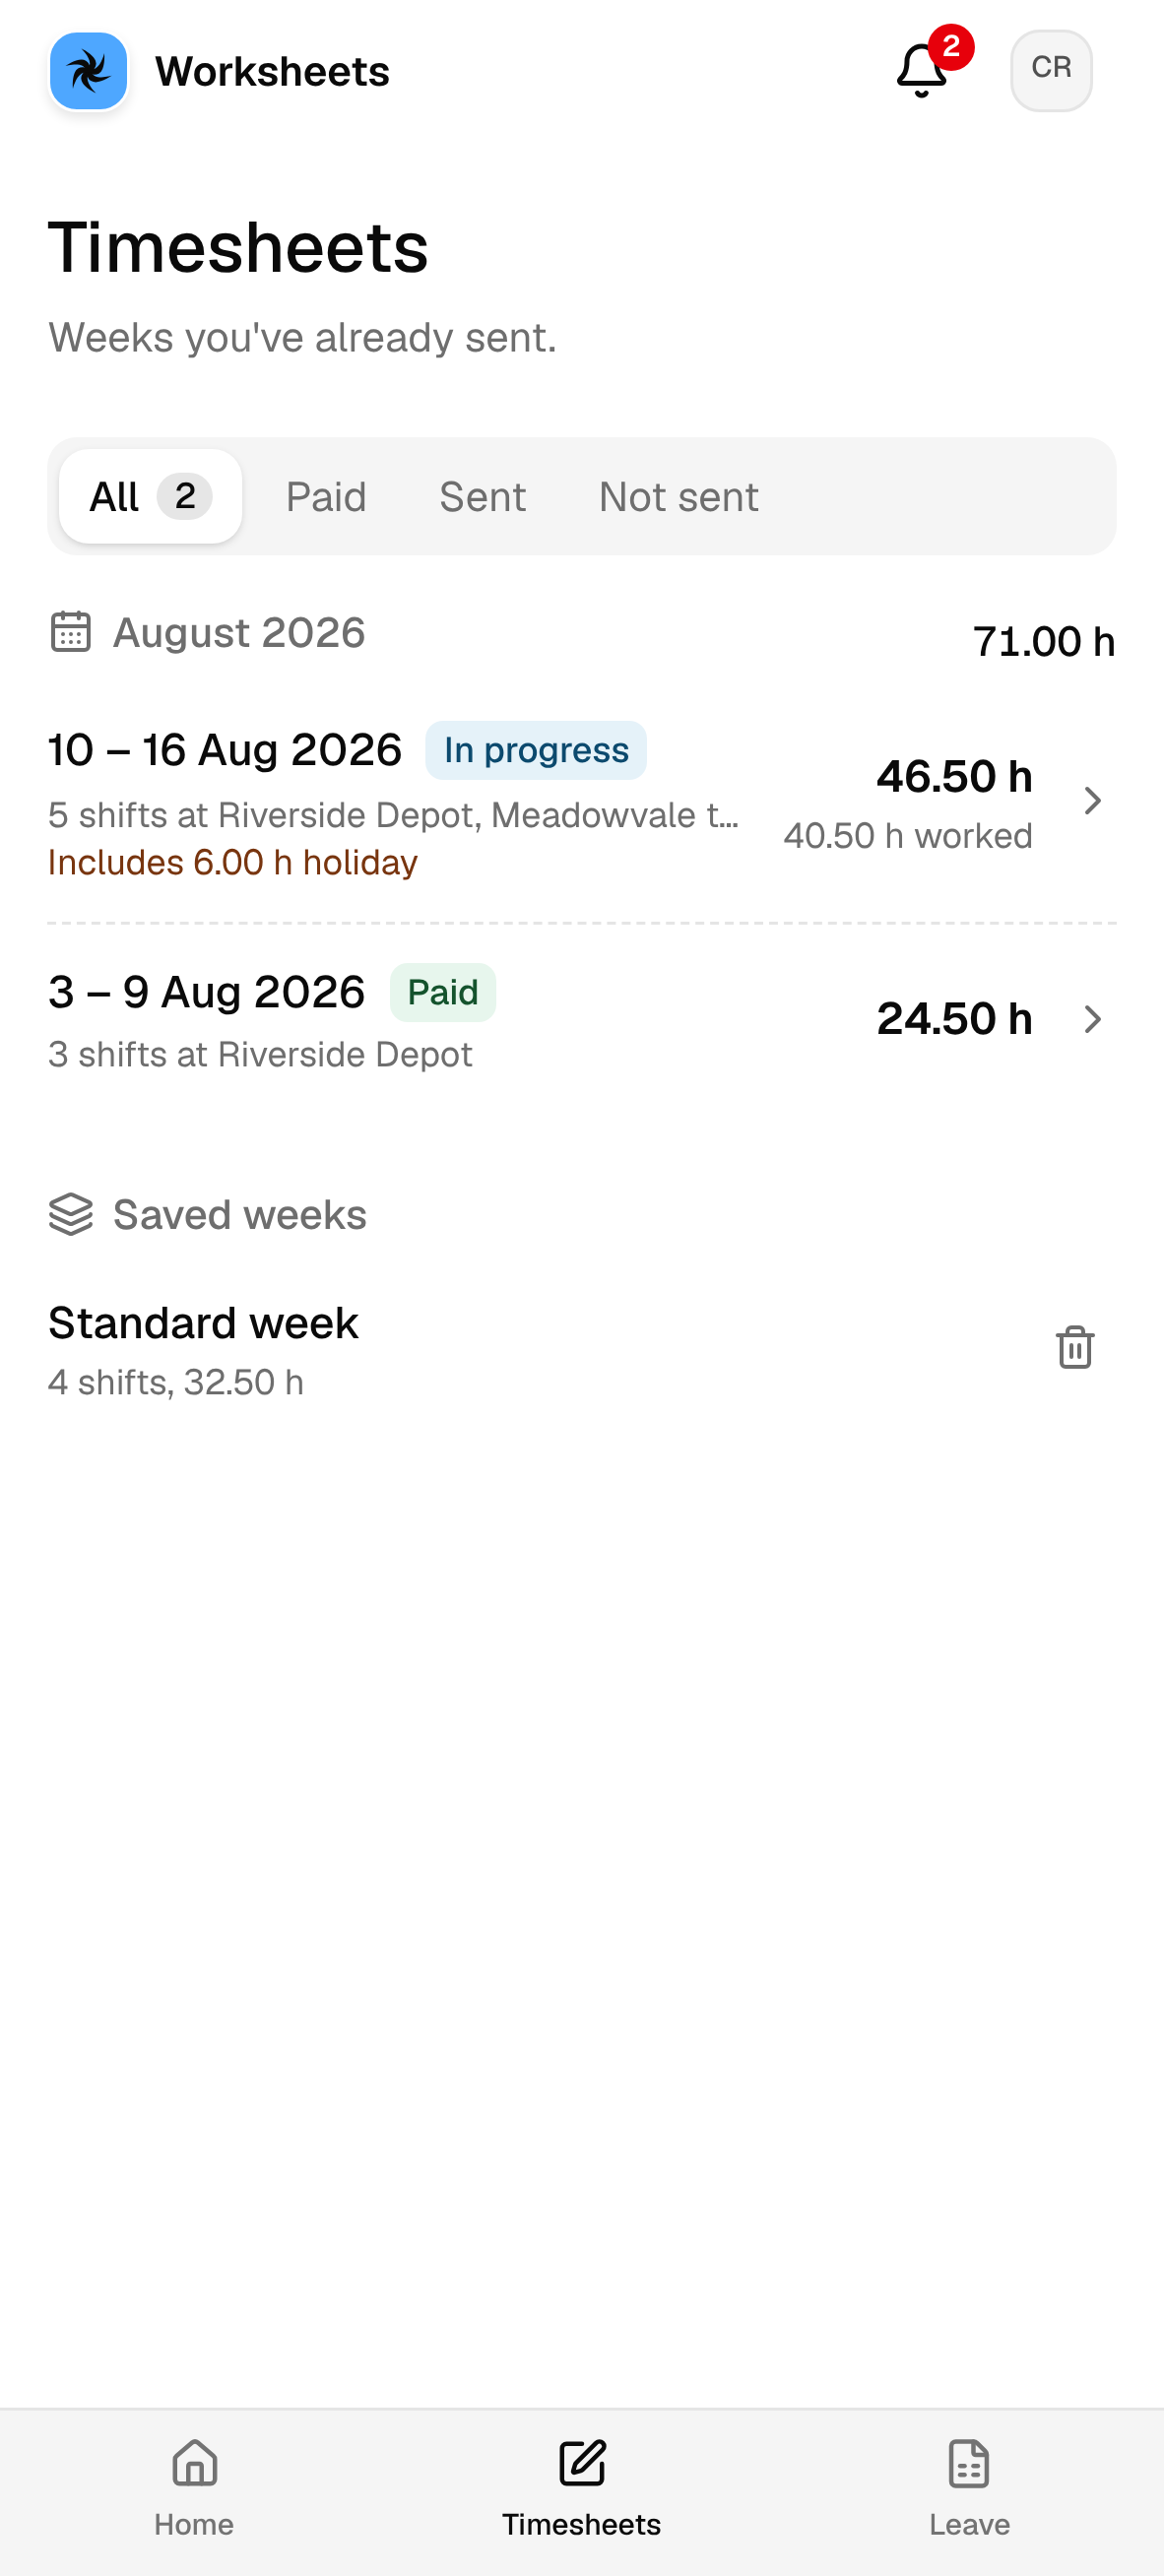 Worksheets
2
CR
Timesheets
Weeks you've already sent.
All 2 Paid Sent Not sent
August 2026 71.00 h
10 – 16 Aug 2026 In progress 46.50 h
5 shifts at Riverside Depot, Meadowvale t... 40.50 h worked
Includes 6.00 h holiday
3 – 9 Aug 2026 Paid 24.50 h
3 shifts at Riverside Depot
Saved weeks
Standard week
4 shifts, 32.50 h
Home Timesheets Leave